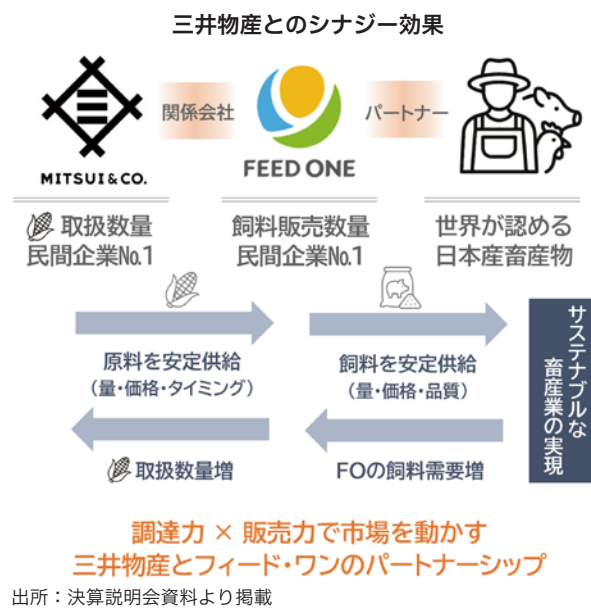 三井物産とのシナジー効果
MITSUI & CO.
関係会社
FEED ONE
パートナー
取扱数量
民間企業№1
飼料販売数量
民間企業№1
世界が認める
日本産畜産物
原料を安定供給
（量・価格・タイミング）
飼料を安定供給
（量・価格・品質）
取扱数量増
FOの飼料需要増
サステナブルな
畜産業の実現
調達力 × 販売力で市場を動かす
三井物産とフィード・ワンのパートナーシップ
出所：決算説明会資料より掲載